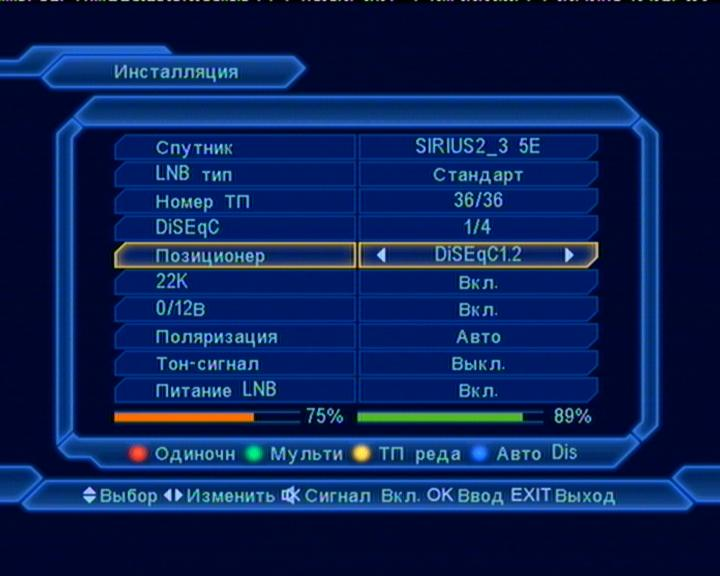 Инсталляция
Спутник SIRIUS2_3 5E
LNB тип Стандарт
Номер ТП 36/36
DiSEqC 1/4
Позиционер DiSEqC1.2
22K Вкл.
0/12В Вкл.
Поляризация Авто
Тон-сигнал Выкл.
Питание LNB Вкл.
75% 89%
Одиночн Мульти ТП реда Авто Dis
Выбор Изменить Сигнал Вкл. OK Ввод EXIT Выход